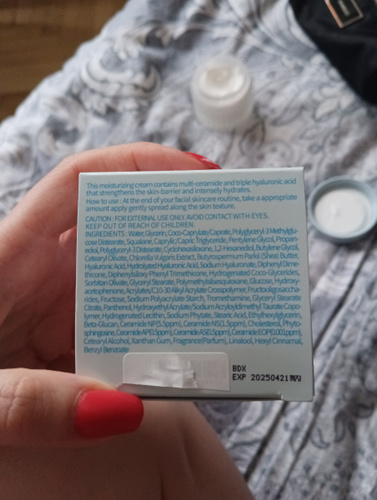 This moisturizing cream contains multi-ceramide and triple hyaluronic acid
that strengthens the skin-barrier and intensely hydrates.
How to use : At the end of your facial skincare routine, take a appropriate
amount apply gently spread along the skin texture.
CAUTION : FOR EXTERNAL USE ONLY. AVOID CONTACT WITH EYES.
KEEP OUT OF REACH OF CHILDREN.
INGREDIENTS : Water, Glycerin, Coco-Caprylate/Caprate, Polyglyceryl-3 Methylglu-
cose Distearate, Squalane, Caprylic/Capric Triglyceride, Pentylene Glycol, Propan-
ediol, Polyglyceryl-3 Distearate, Cyclohexasiloxane, 1,2-Hexanediol, Butylene Glycol,
Cetearyl Olivate, Chlorella Vulgaris Extract, Butyrospermum Parkii (Shea) Butter,
Hyaluronic Acid, Hydrolyzed Hyaluronic Acid, Sodium Hyaluronate, Diphenyl Dime-
thicone, Diphenylsiloxy Phenyl Trimethicone, Hydrogenated Coco-Glycerides,
Sorbitan Olivate, Glyceryl Stearate, Polymethylsilsesquioxane, Glucose, Hydroxy-
acetophenone, Acrylates/C10-30 Alkyl Acrylate Crosspolymer, Fructooligosaccha-
rides, Fructose, Sodium Polyacrylate Starch, Tromethamine, Glyceryl Stearate
Citrate, Panthenol, Hydroxyethyl Acrylate/Sodium Acryloyldimethyl Taurate Copo-
lymer, Hydrogenated Lecithin, Sodium Phytate, Stearic Acid, Ethylhexylglycerin,
Beta-Glucan, Ceramide NP(5.5ppm), Ceramide NS(1.5ppm), Cholesterol, Phyto-
sphingosine, Ceramide AP(1.5ppm), Ceramide AS(1.5ppm), Ceramide EOP(0.001ppm),
Cetearyl Alcohol, Xanthan Gum, Fragrance(Parfum), Linalool, Hexyl Cinnamal,
Benzyl Benzoate
BDX
EXP 20250421